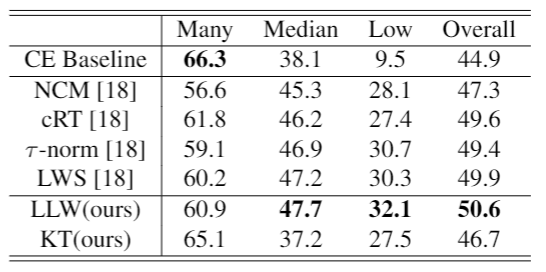 Many Median Low Overall
CE Baseline 66.3 38.1 9.5 44.9
NCM [18] 56.6 45.3 28.1 47.3
cRT [18] 61.8 46.2 27.4 49.6
τ-norm [18] 59.1 46.9 30.7 49.4
LWS [18] 60.2 47.2 30.3 49.9
LLW(ours) 60.9 47.7 32.1 50.6
KT(ours) 65.1 37.2 27.5 46.7